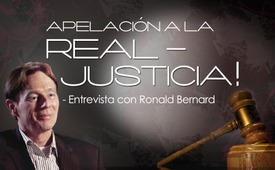 APELACIÓN A LA
REAL -
JUSTICIA!
- Entrevista con Ronald Bernard